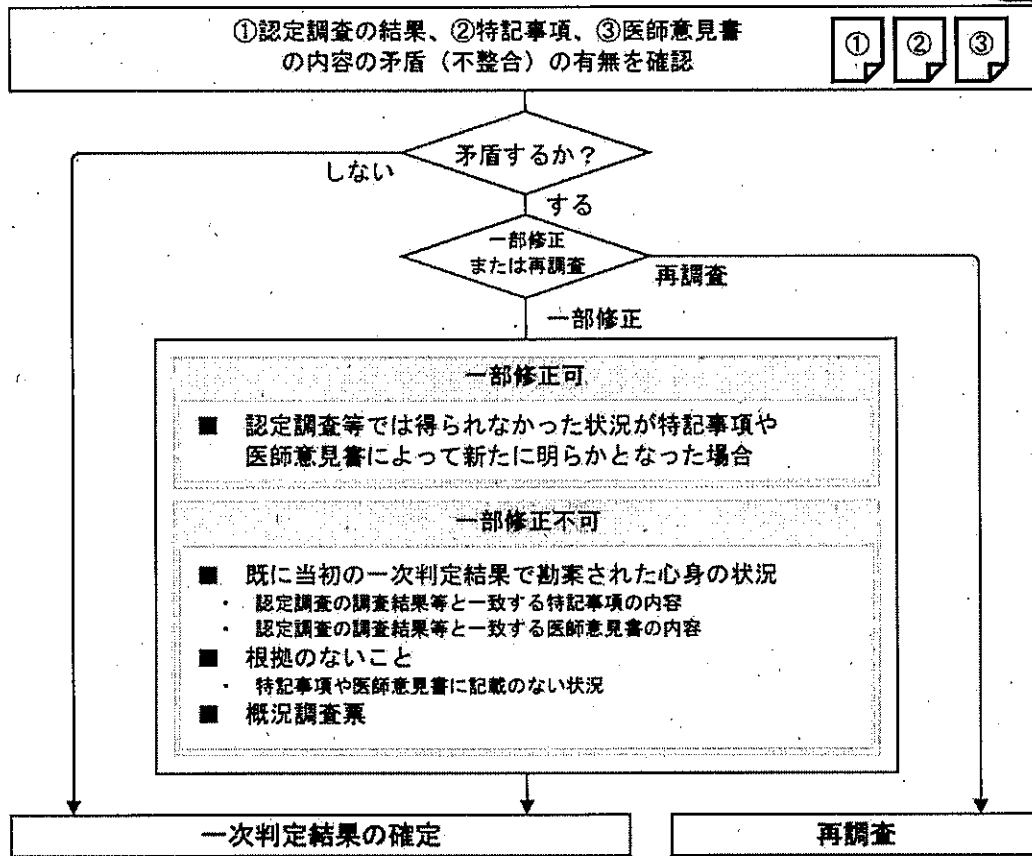 ①認定調査の結果、②特記事項、③医師意見書
の内容の矛盾（不整合）の有無を確認
①
②
③
矛盾するか？
しない
する
一部修正
または再調査
再調査
一部修正
一部修正可
■ 認定調査等では得られなかった状況が特記事項や
医師意見書によって新たに明らかとなった場合
一部修正不可
■ 既に当初の一次判定結果で勘案された心身の状況
・ 認定調査の調査結果等と一致する特記事項の内容
・ 認定調査の調査結果等と一致する医師意見書の内容
■ 根拠のないこと
・ 特記事項や医師意見書に記載のない状況
■ 概況調査票
一次判定結果の確定
再調査